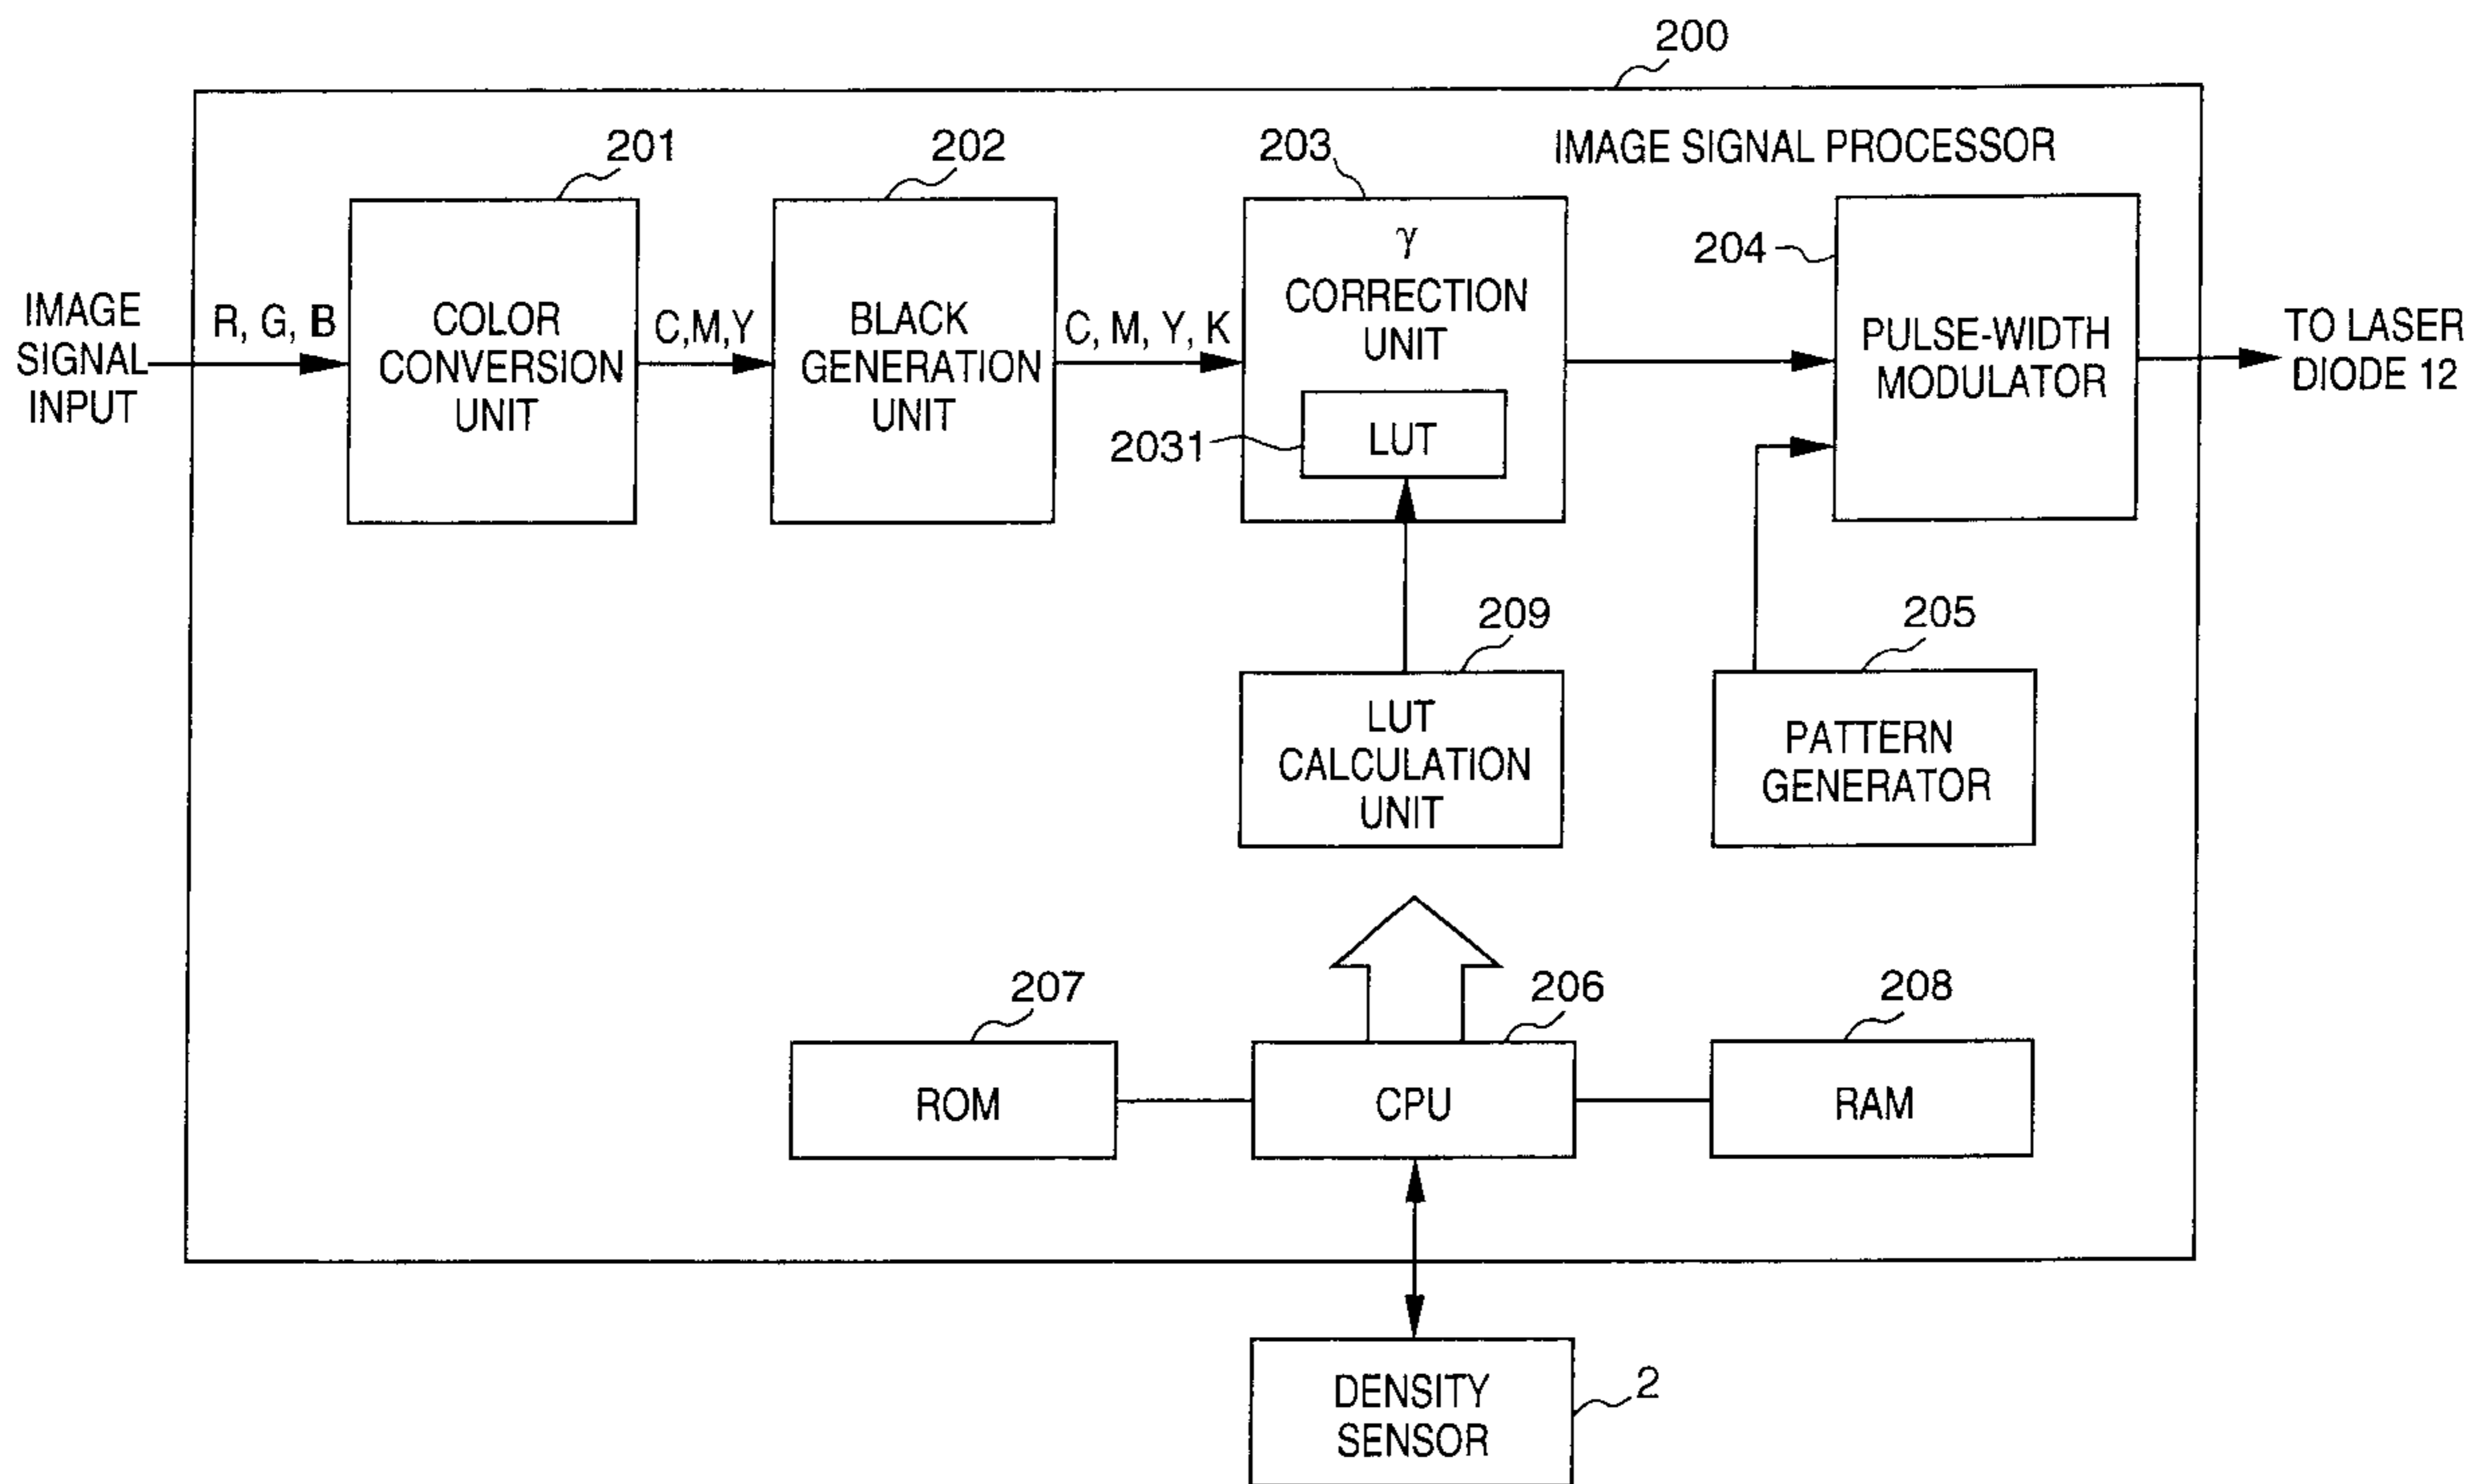 200
IMAGE SIGNAL PROCESSOR
201
202
203
204
IMAGE
SIGNAL
INPUT
R, G, B
COLOR
CONVERSION
UNIT
C,M,Y
BLACK
GENERATION
UNIT
C, M, Y, K
γ
CORRECTION
UNIT
2031
LUT
PULSE-WIDTH
MODULATOR
TO LASER
DIODE 12
209
LUT
CALCULATION
UNIT
205
PATTERN
GENERATOR
207
ROM
206
CPU
208
RAM
DENSITY
SENSOR
2